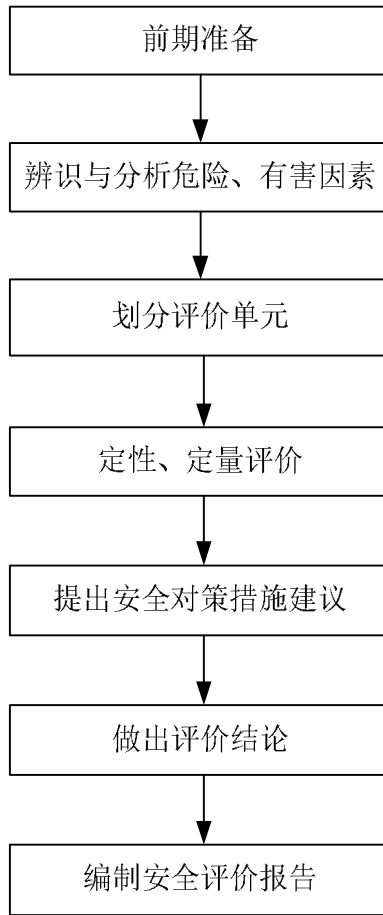 前期准备
辨识与分析危险、有害因素
划分评价单元
定性、定量评价
提出安全对策措施建议
做出评价结论
编制安全评价报告